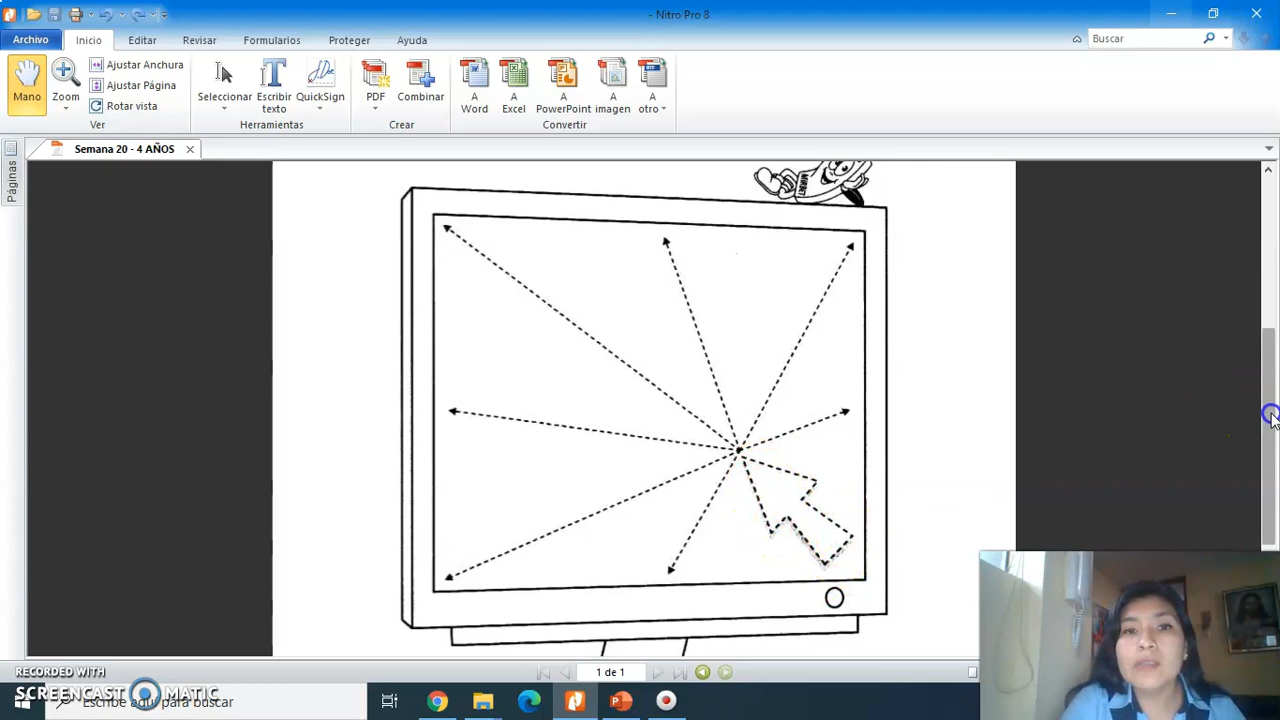 - Nitro Pro 8
Archivo Inicio Editar Revisar Formularios Proteger Ayuda Buscar
Mano
Zoom
Ajustar Anchura
Ajustar Página
Rotar vista
Ver
Seleccionar
Escribir
texto
QuickSign
Herramientas
PDF
Combinar
Crear
A
Word
A
Excel
A
PowerPoint
A
imagen
A
otro
Convertir
Semana 20 - 4 AÑOS
Páginas
1 de 1
RECORDED WITH
SCREENCAST MATIC
Escribe aquí para buscar